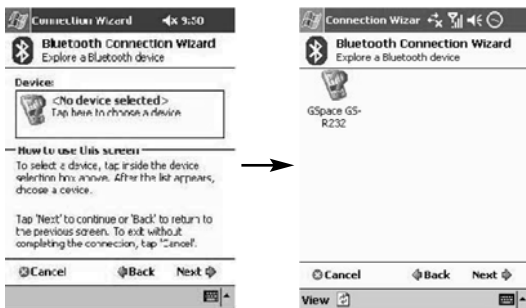 Connection Wizard 9:50
Bluetooth Connection Wizard
Explore a Bluetooth device
Device:
<No device selected>
Tap here to choose a device
How to use this screen
To select a device, tap inside the device
selection box above. After the list appears,
choose a device.
Tap 'Next' to continue or 'Back' to return to
the previous screen. To exit without
completing the connection, tap 'Cancel'.
Cancel Back Next
Connection Wizar
Bluetooth Connection Wizard
Explore a Bluetooth device
GSpace GS-
R232
Cancel Back Next
View